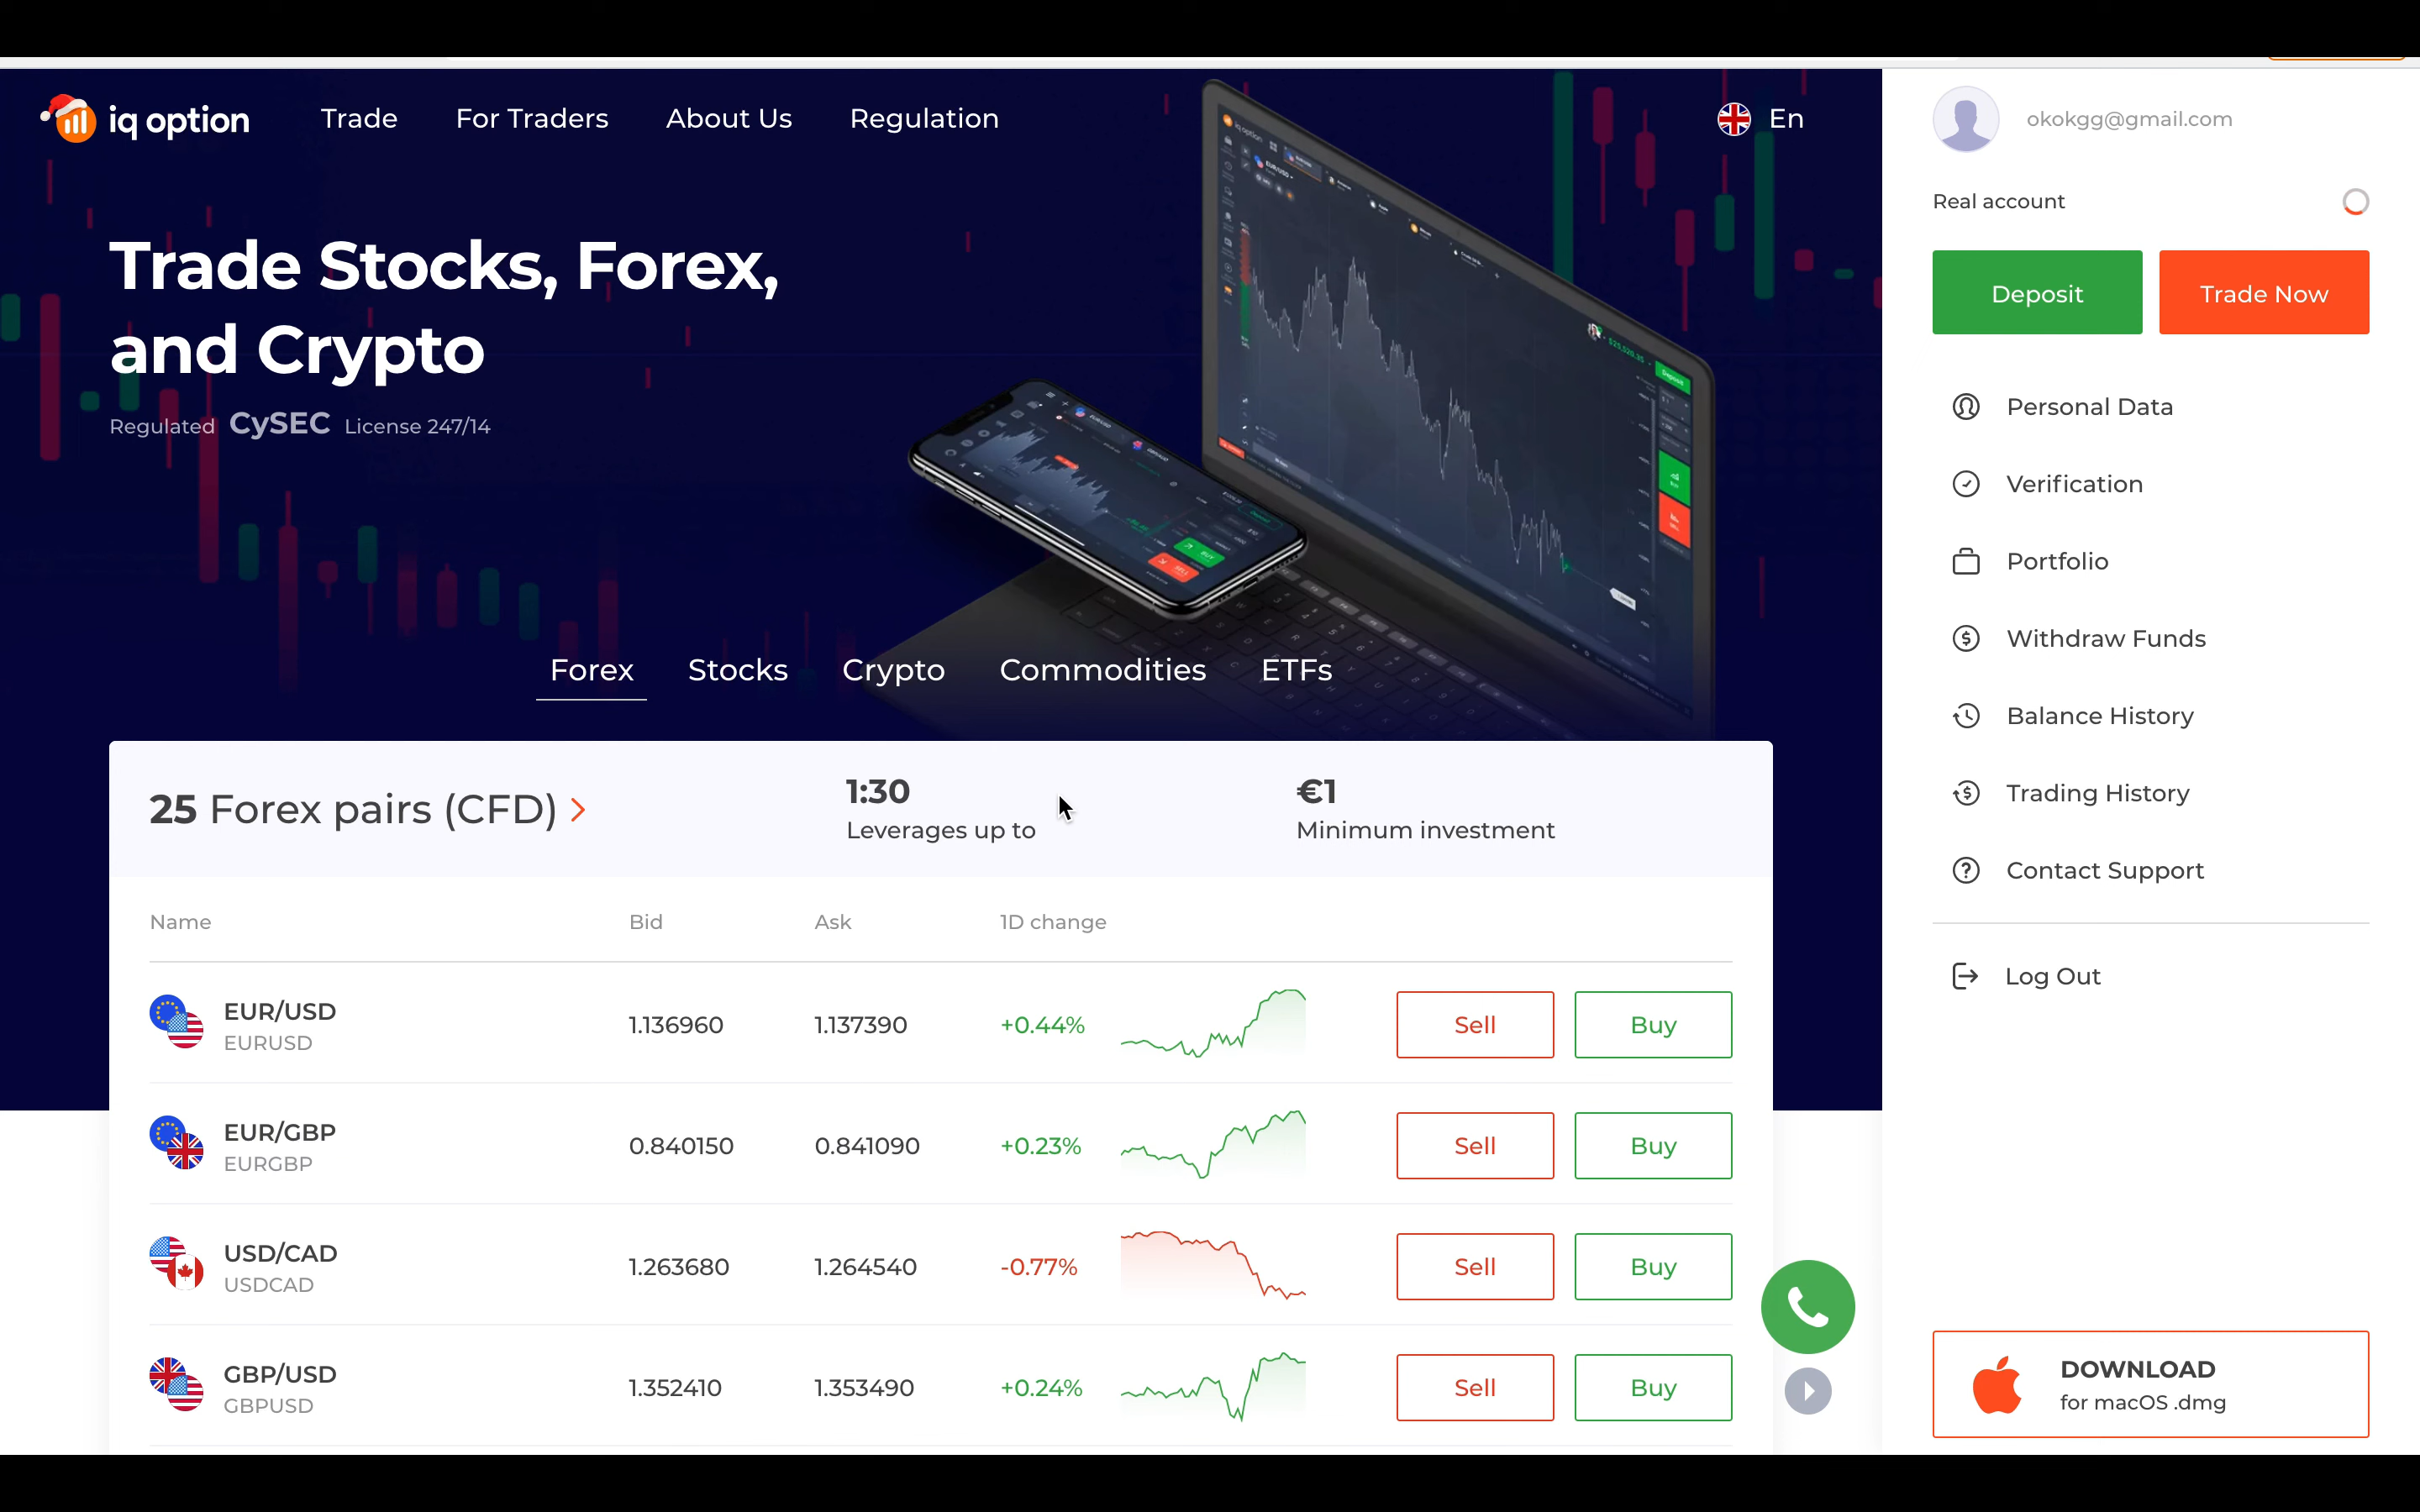 iq option
Trade
For Traders
About Us
Regulation
En
Trade Stocks, Forex,
and Crypto
Regulated CySEC License 247/14
Forex
Stocks
Crypto
Commodities
ETFs
25 Forex pairs (CFD)
1:30
Leverages up to
€1
Minimum investment
Name Bid Ask 1D change
EUR/USD
EURUSD
1.136960 1.137390 +0.44% Sell Buy
EUR/GBP
EURGBP
0.840150 0.841090 +0.23% Sell Buy
USD/CAD
USDCAD
1.263680 1.264540 -0.77% Sell Buy
GBP/USD
GBPUSD
1.352410 1.353490 +0.24% Sell Buy
okokgg@gmail.com
Real account
Deposit
Trade Now
Personal Data
Verification
Portfolio
Withdraw Funds
Balance History
Trading History
Contact Support
Log Out
DOWNLOAD
for macOS .dmg